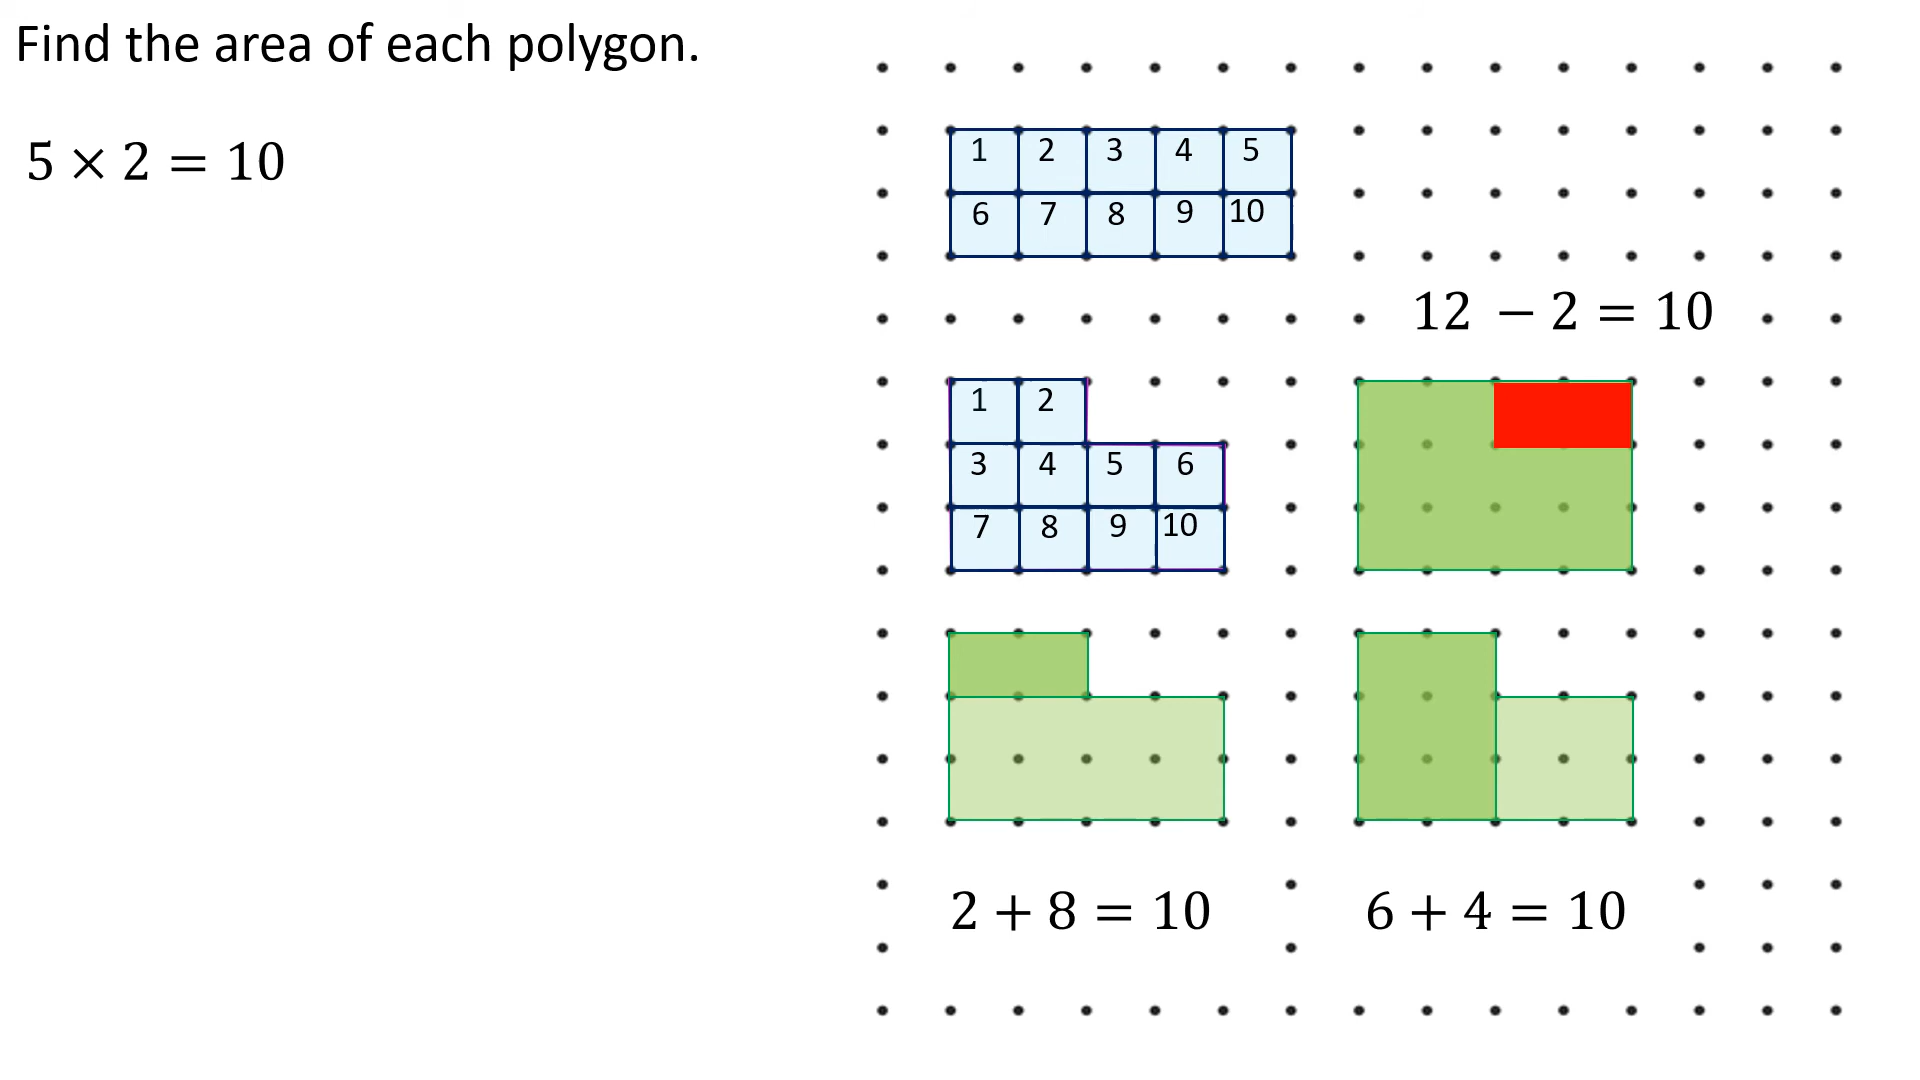 Find the area of each polygon.
5 × 2 = 10
1 2 3 4 5
6 7 8 9 10
12 − 2 = 10
1 2
3 4 5 6
7 8 9 10
2 + 8 = 10
6 + 4 = 10